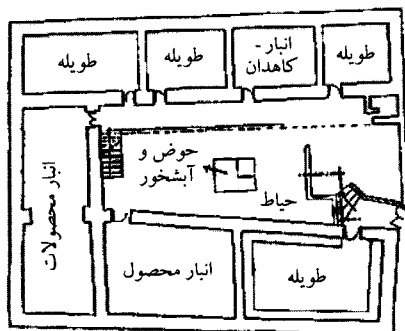 طویله
انبار -
کاهدان
طویله
طویله
حوض و
آبشخور
حیاط
انبار محصولات
طویله
انبار محصول